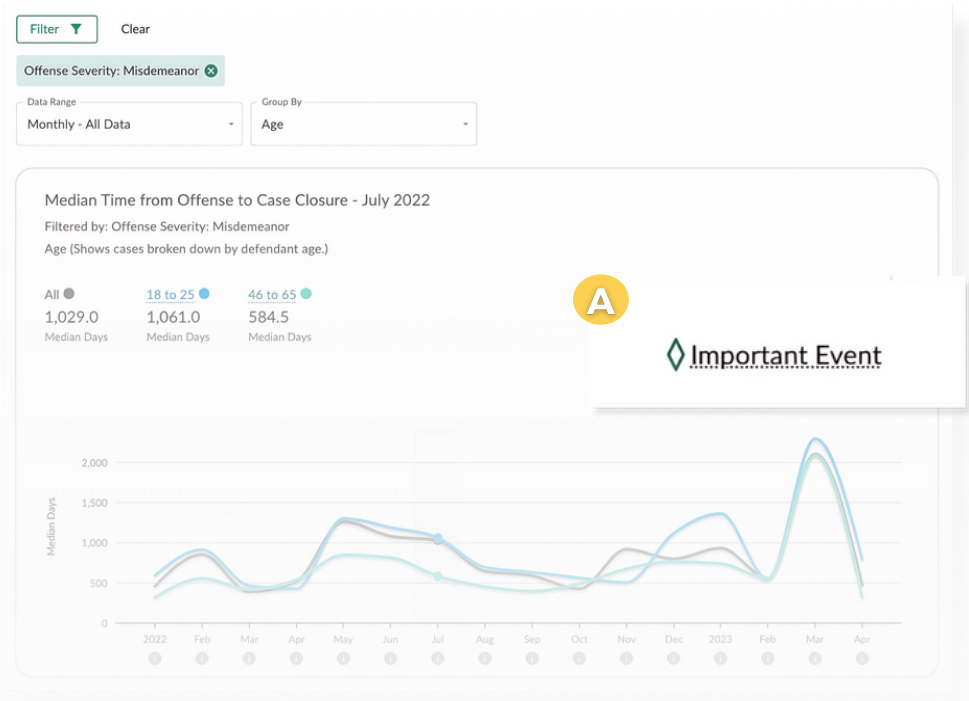 Filter
Clear
Offense Severity: Misdemeanor
Data Range
Monthly - All Data
Group By
Age
Median Time from Offense to Case Closure - July 2022
Filtered by: Offense Severity: Misdemeanor
Age (Shows cases broken down by defendant age.)
All
1,029.0
Median Days
18 to 25
1,061.0
Median Days
46 to 65
584.5
Median Days
A
Important Event
Median Days
2,000
1,500
1,000
500
0
2022 Feb Mar Apr May Jun Jul Aug Sep Oct Nov Dec 2023 Feb Mar Apr